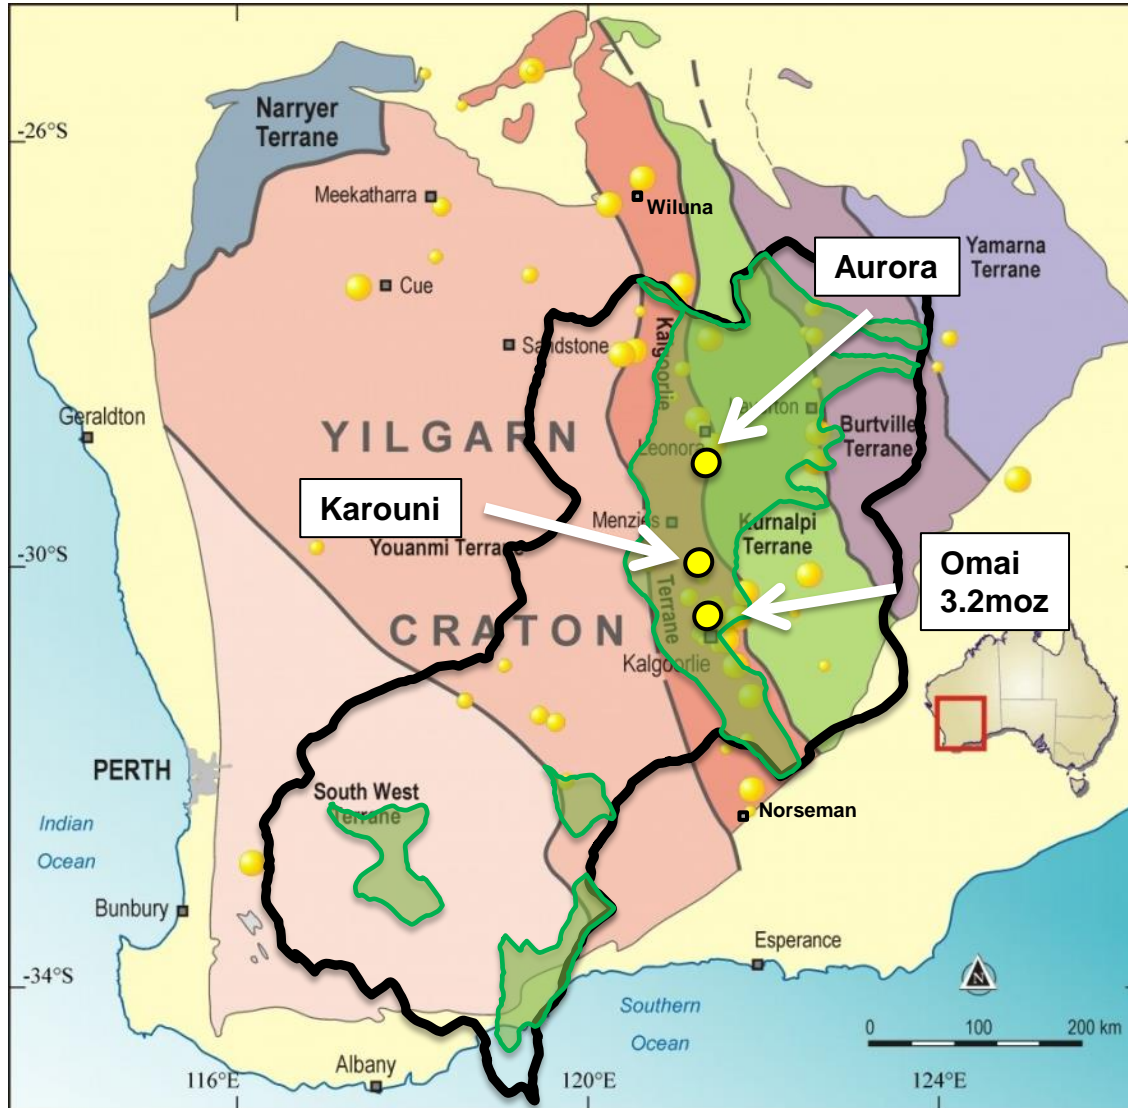 -26°S
Narryer
Terrane
Meekatharra
Wiluna
Yamarna
Terrane
Aurora
Cue
Kalgoorlie
Sandstone
Geraldton
YILGARN
Leonora
Burtville
Terrane
Karouni
Menzies
Kurnalpi
Terrane
Youanmi Terrane
-30°S
Omai
3.2moz
Terrane
CRATON
Kalgoorlie
PERTH
South West
Terrane
Norseman
Indian
Ocean
Bunbury
Esperance
-34°S
N
Southern
Ocean
0 100 200 km
Albany
116°E
120°E
124°E